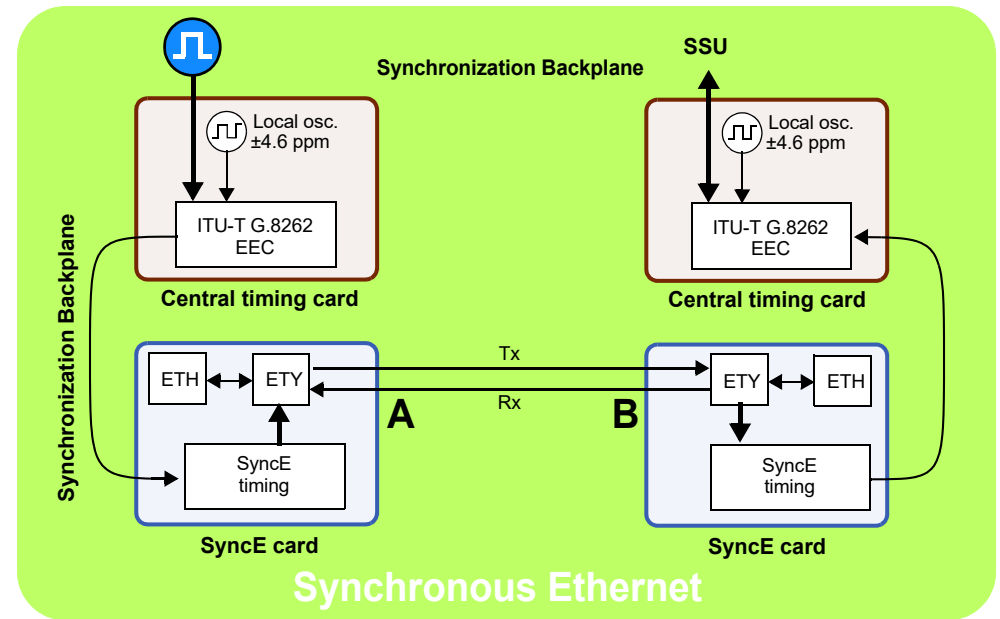 Synchronization Backplane
SSU
Local osc.
±4.6 ppm
ITU-T G.8262
EEC
Central timing card
Local osc.
±4.6 ppm
ITU-T G.8262
EEC
Central timing card
Synchronization Backplane
ETH
ETY
SyncE
timing
SyncE card
A
Tx
Rx
B
ETY
ETH
SyncE
timing
SyncE card
Synchronous Ethernet